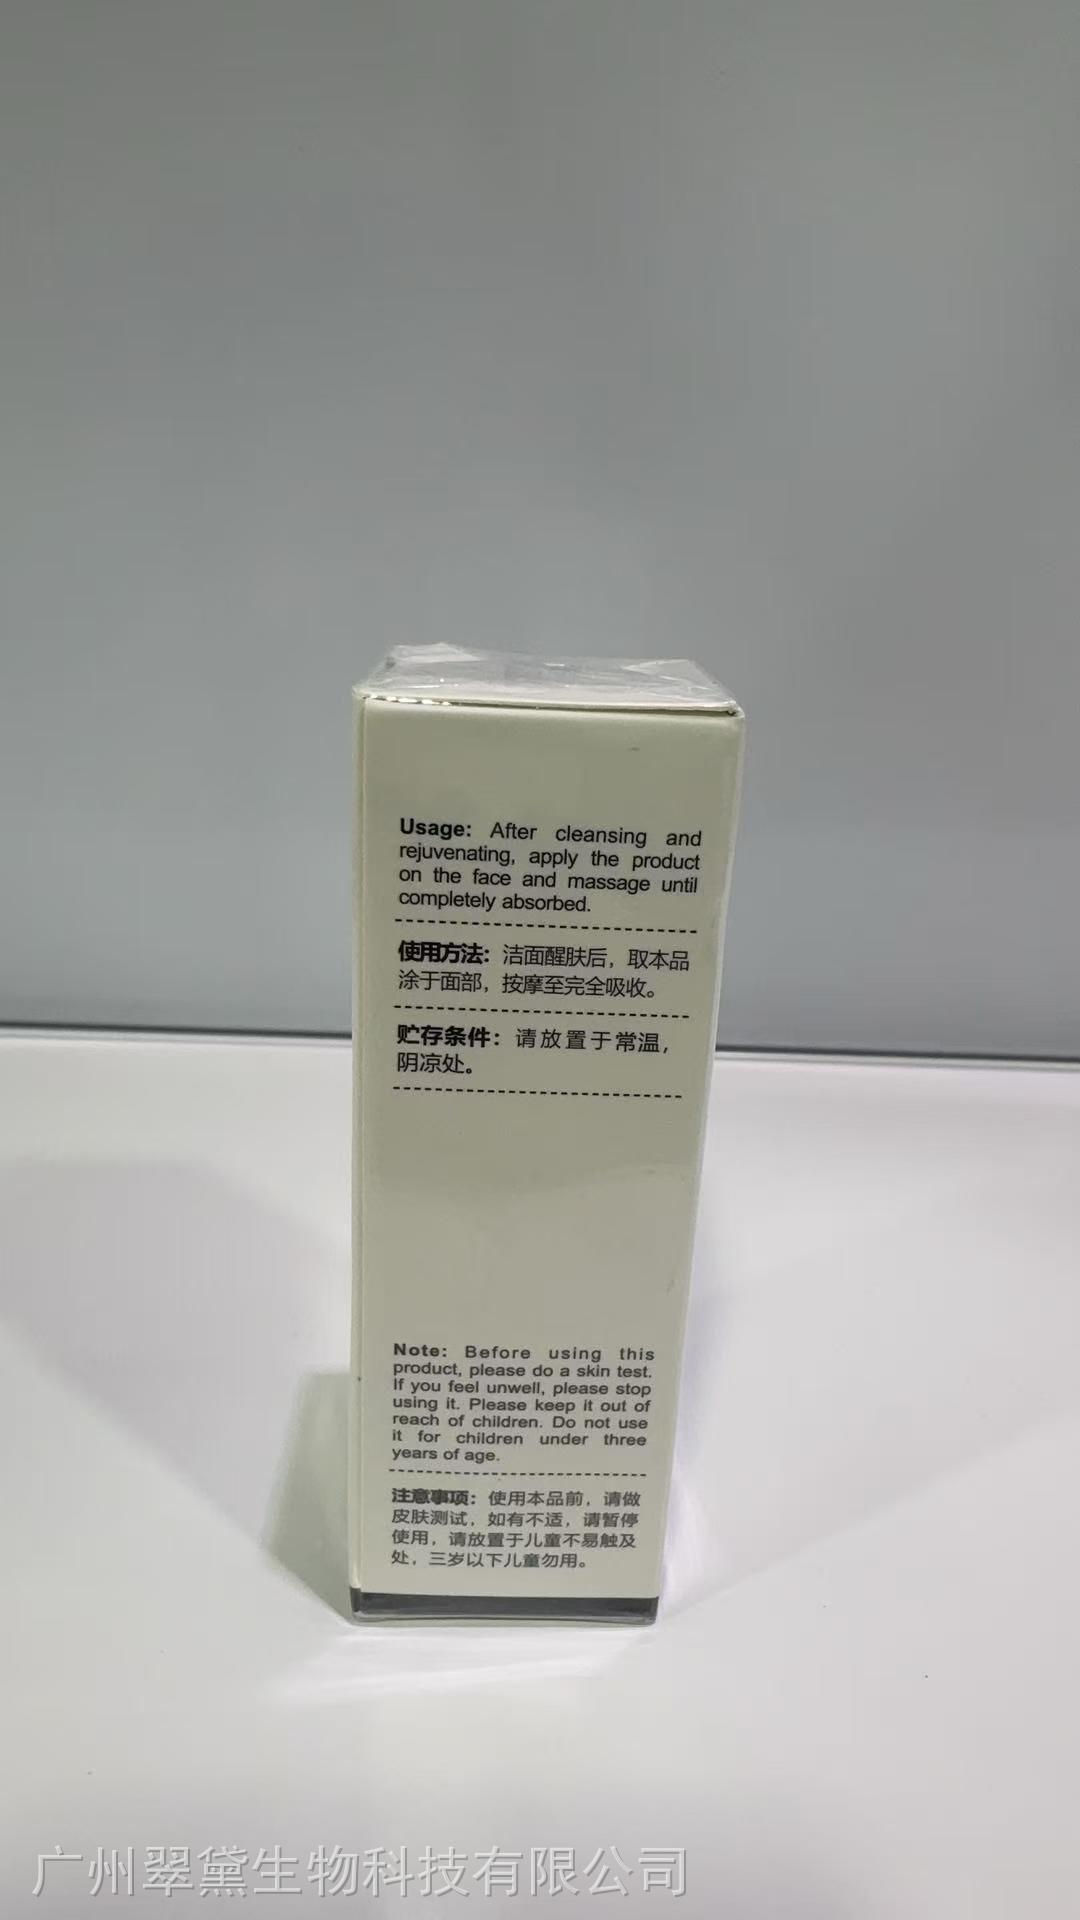 Usage: After cleansing and
rejuvenating, apply the product
on the face and massage until
completely absorbed.
使用方法：洁面醒肤后，取本品
涂于面部，按摩至完全吸收。
贮存条件：请放置于常温，
阴凉处。
Note: Before using this
product, please do a skin test.
If you feel unwell, please stop
using it. Please keep it out of
reach of children. Do not use
it for children under three
years of age.
注意事项：使用本品前，请做
皮肤测试，如有不适，请暂停
使用，请放置于儿童不易触及
处，三岁以下儿童勿用。
广州翠黛生物科技有限公司